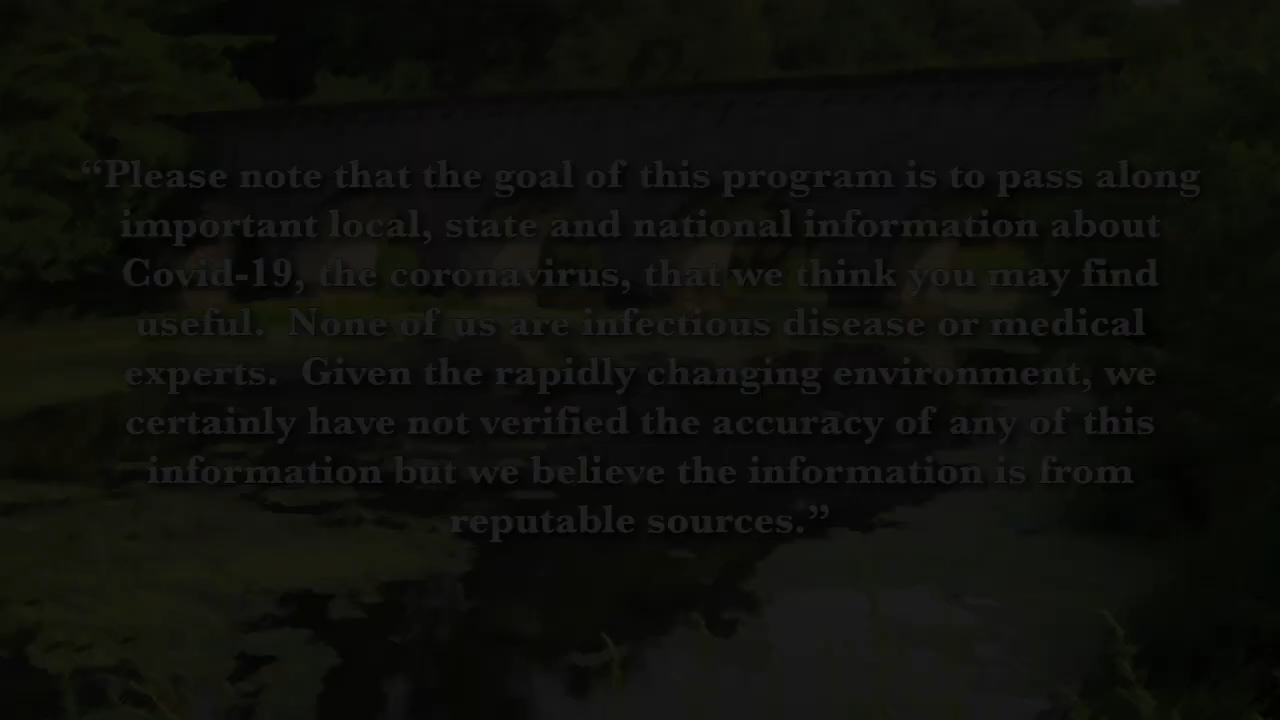 “Please note that the goal of this program is to pass along
important local, state and national information about
Covid-19, the coronavirus, that we think you may find
useful.  None of us are infectious disease or medical
experts.  Given the rapidly changing environment, we
certainly have not verified the accuracy of any of this
information but we believe the information is from
reputable sources.”